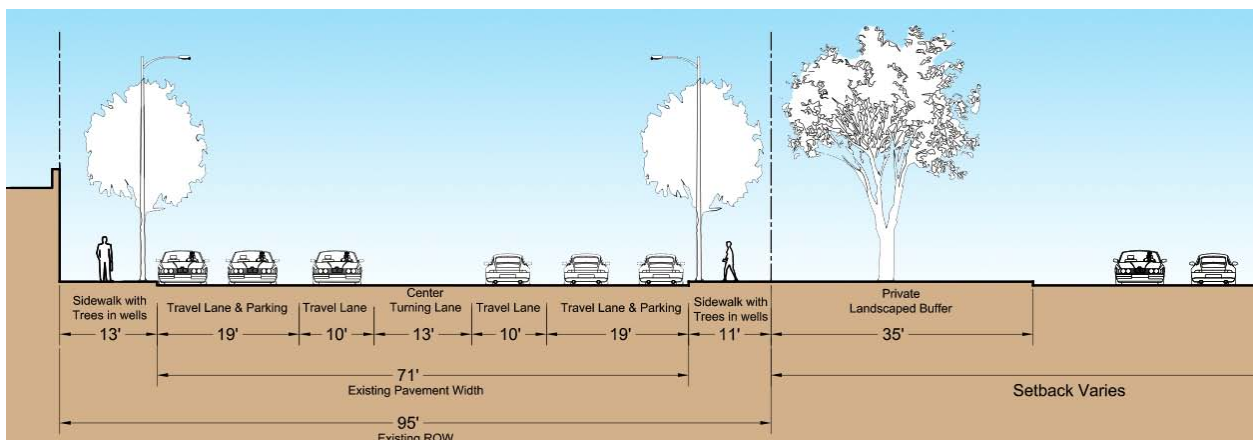 Sidewalk with
Trees in wells
13'
Travel Lane & Parking
19'
Travel Lane
10'
Center
Turning Lane
13'
Travel Lane
10'
Travel Lane & Parking
19'
Sidewalk with
Trees in wells
11'
Private
Landscaped Buffer
35'
71'
Existing Pavement Width
Setback Varies
95'
Existing ROW